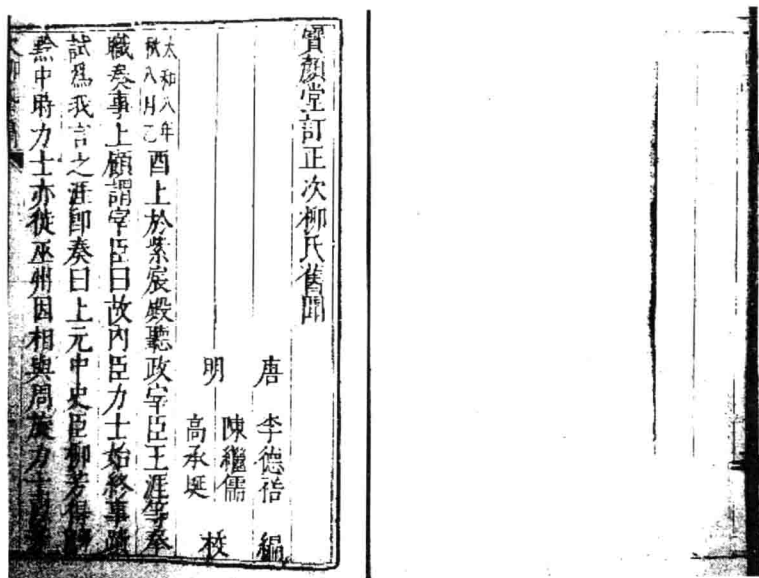 寳顏堂訂正次柳氏舊聞
唐 李德裕 編
明 陳繼儒
高承埏 校
太和八年
秋八月乙
酉上於紫宸殿聽政宰臣王涯等奉
職奏事上顧謂宰臣曰故內臣力士始終事蹟
試爲我言之涯卽奏曰上元中史臣柳芳得罪
黔中時力士亦徙巫州因相與周旋力士